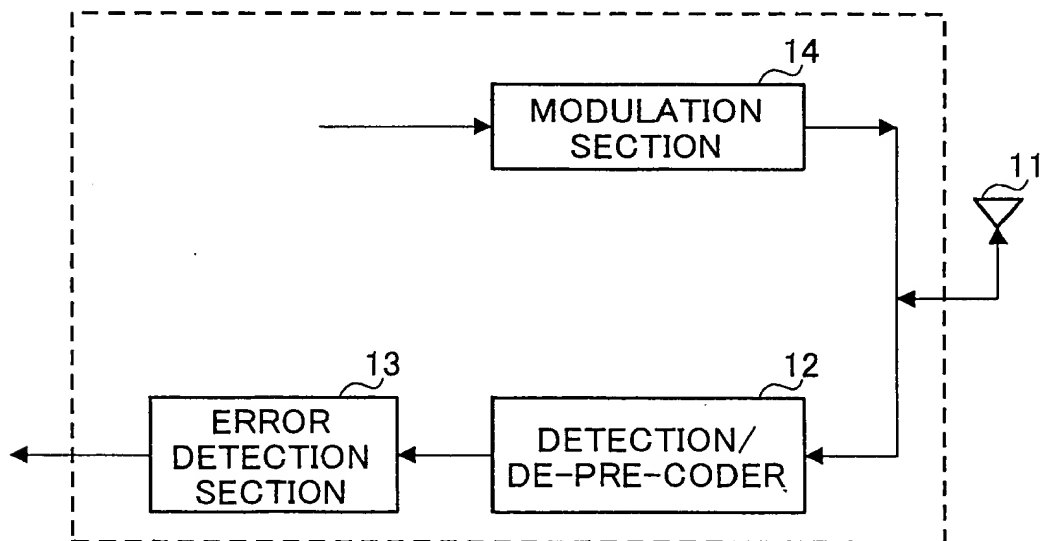 14
MODULATION
SECTION
11
13
ERROR
DETECTION
SECTION
12
DETECTION/
DE-PRE-CODER